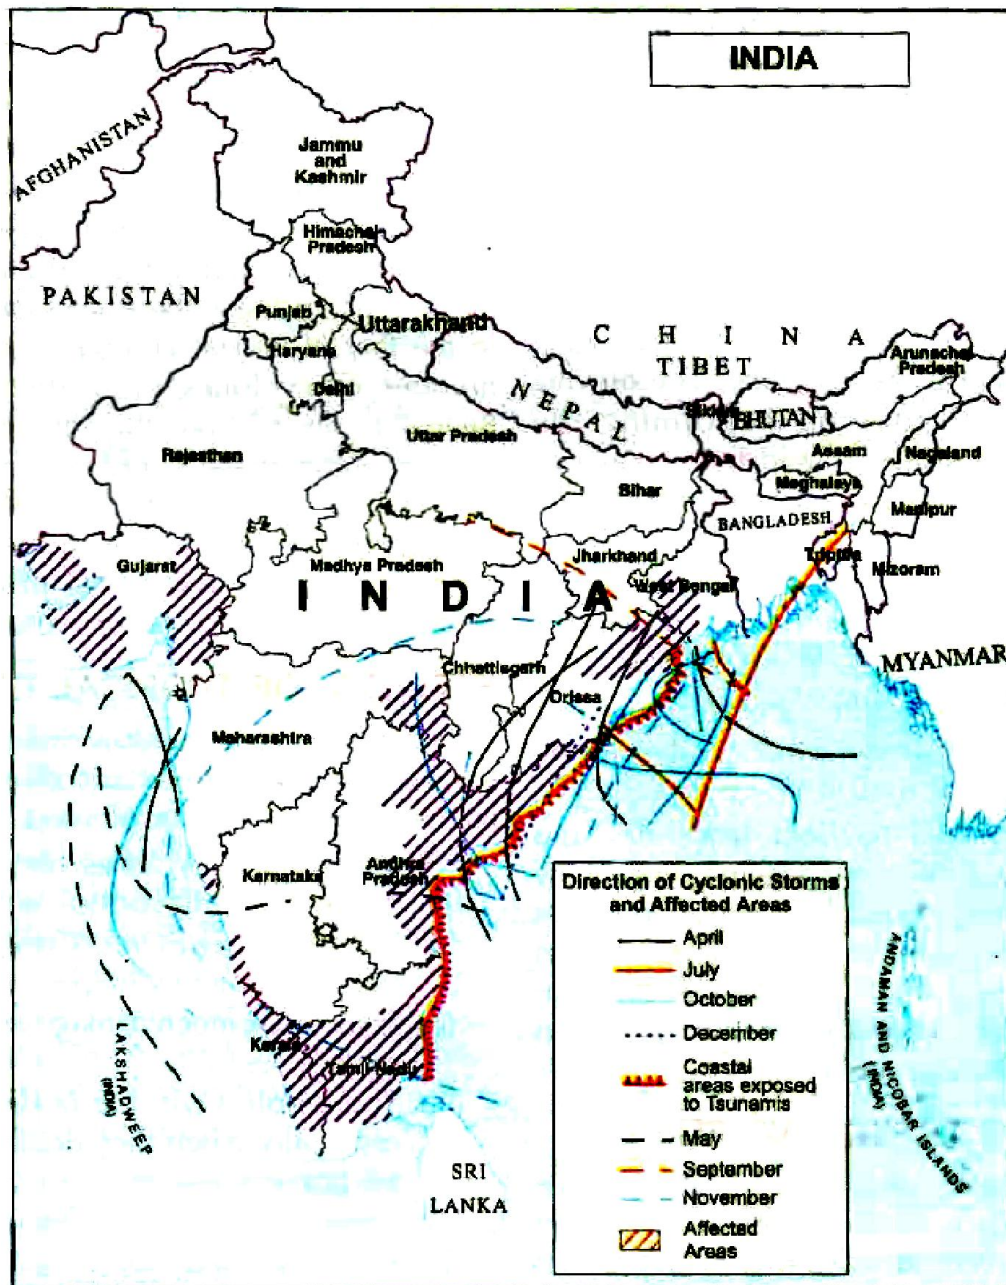 INDIA
AFGHANISTAN
Jammu
and
Kashmir
Himachal
Pradesh
PAKISTAN
Punjab
Uttarakhand
Haryana
Delhi
CHINA
TIBET
Arunachal
Pradesh
NEPAL
Sikkim
BHUTAN
Uttar Pradesh
Rajasthan
Assam
Nagaland
Bihar
Meghalaya
Manipur
BANGLADESH
Gujarat
Madhya Pradesh
Jharkhand
Tripura
Mizoram
West Bengal
INDIA
MYANMAR
Chhattisgarh
Orissa
Maharashtra
Karnataka
Andhra
Pradesh
Kerala
Tamil Nadu
LAKSHADWEEP
(INDIA)
SRI
LANKA
ANDAMAN AND NICOBAR ISLANDS
(INDIA)
Direction of Cyclonic Storms
and Affected Areas
April
July
October
December
Coastal
areas exposed
to Tsunamis
May
September
November
Affected
Areas